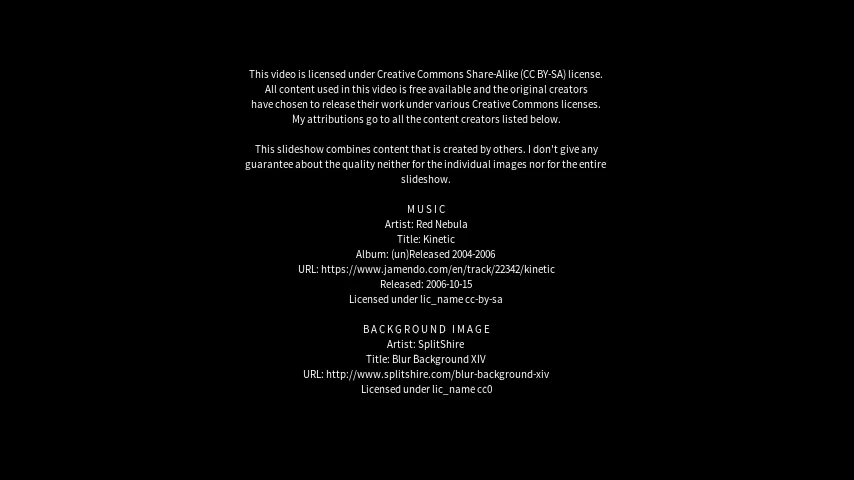 This video is licensed under Creative Commons Share-Alike (CC BY-SA) license.
All content used in this video is free available and the original creators
have chosen to release their work under various Creative Commons licenses.
My attributions go to all the content creators listed below.
This slideshow combines content that is created by others. I don't give any
guarantee about the quality neither for the individual images nor for the entire
slideshow.
MUSIC
Artist: Red Nebula
Title: Kinetic
Album: (un)Released 2004-2006
URL: https://www.jamendo.com/en/track/22342/kinetic
Released: 2006-10-15
Licensed under lic_name cc-by-sa
BACKGROUND IMAGE
Artist: SplitShire
Title: Blur Background XIV
URL: http://www.splitshire.com/blur-background-xiv
Licensed under lic_name cc0